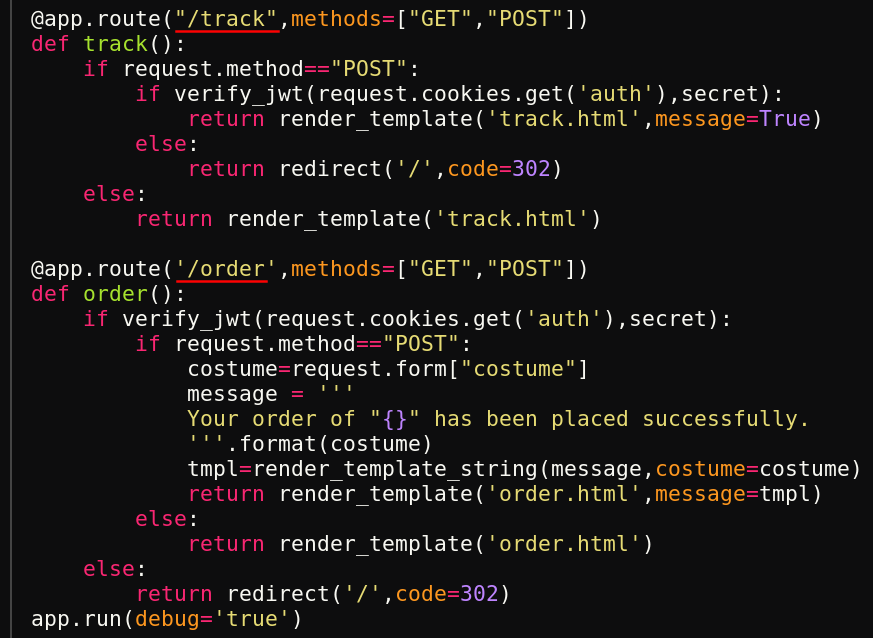 @app.route("/track",methods=["GET","POST"])
def track():
    if request.method=="POST":
        if verify_jwt(request.cookies.get('auth'),secret):
            return render_template('track.html',message=True)
        else:
            return redirect('/',code=302)
    else:
        return render_template('track.html')

@app.route('/order',methods=["GET","POST"])
def order():
    if verify_jwt(request.cookies.get('auth'),secret):
        if request.method=="POST":
            costume=request.form["costume"]
            message = '''
            Your order of "{}" has been placed successfully.
            '''.format(costume)
            tmpl=render_template_string(message,costume=costume)
            return render_template('order.html',message=tmpl)
        else:
            return render_template('order.html')
    else:
        return redirect('/',code=302)
app.run(debug='true')